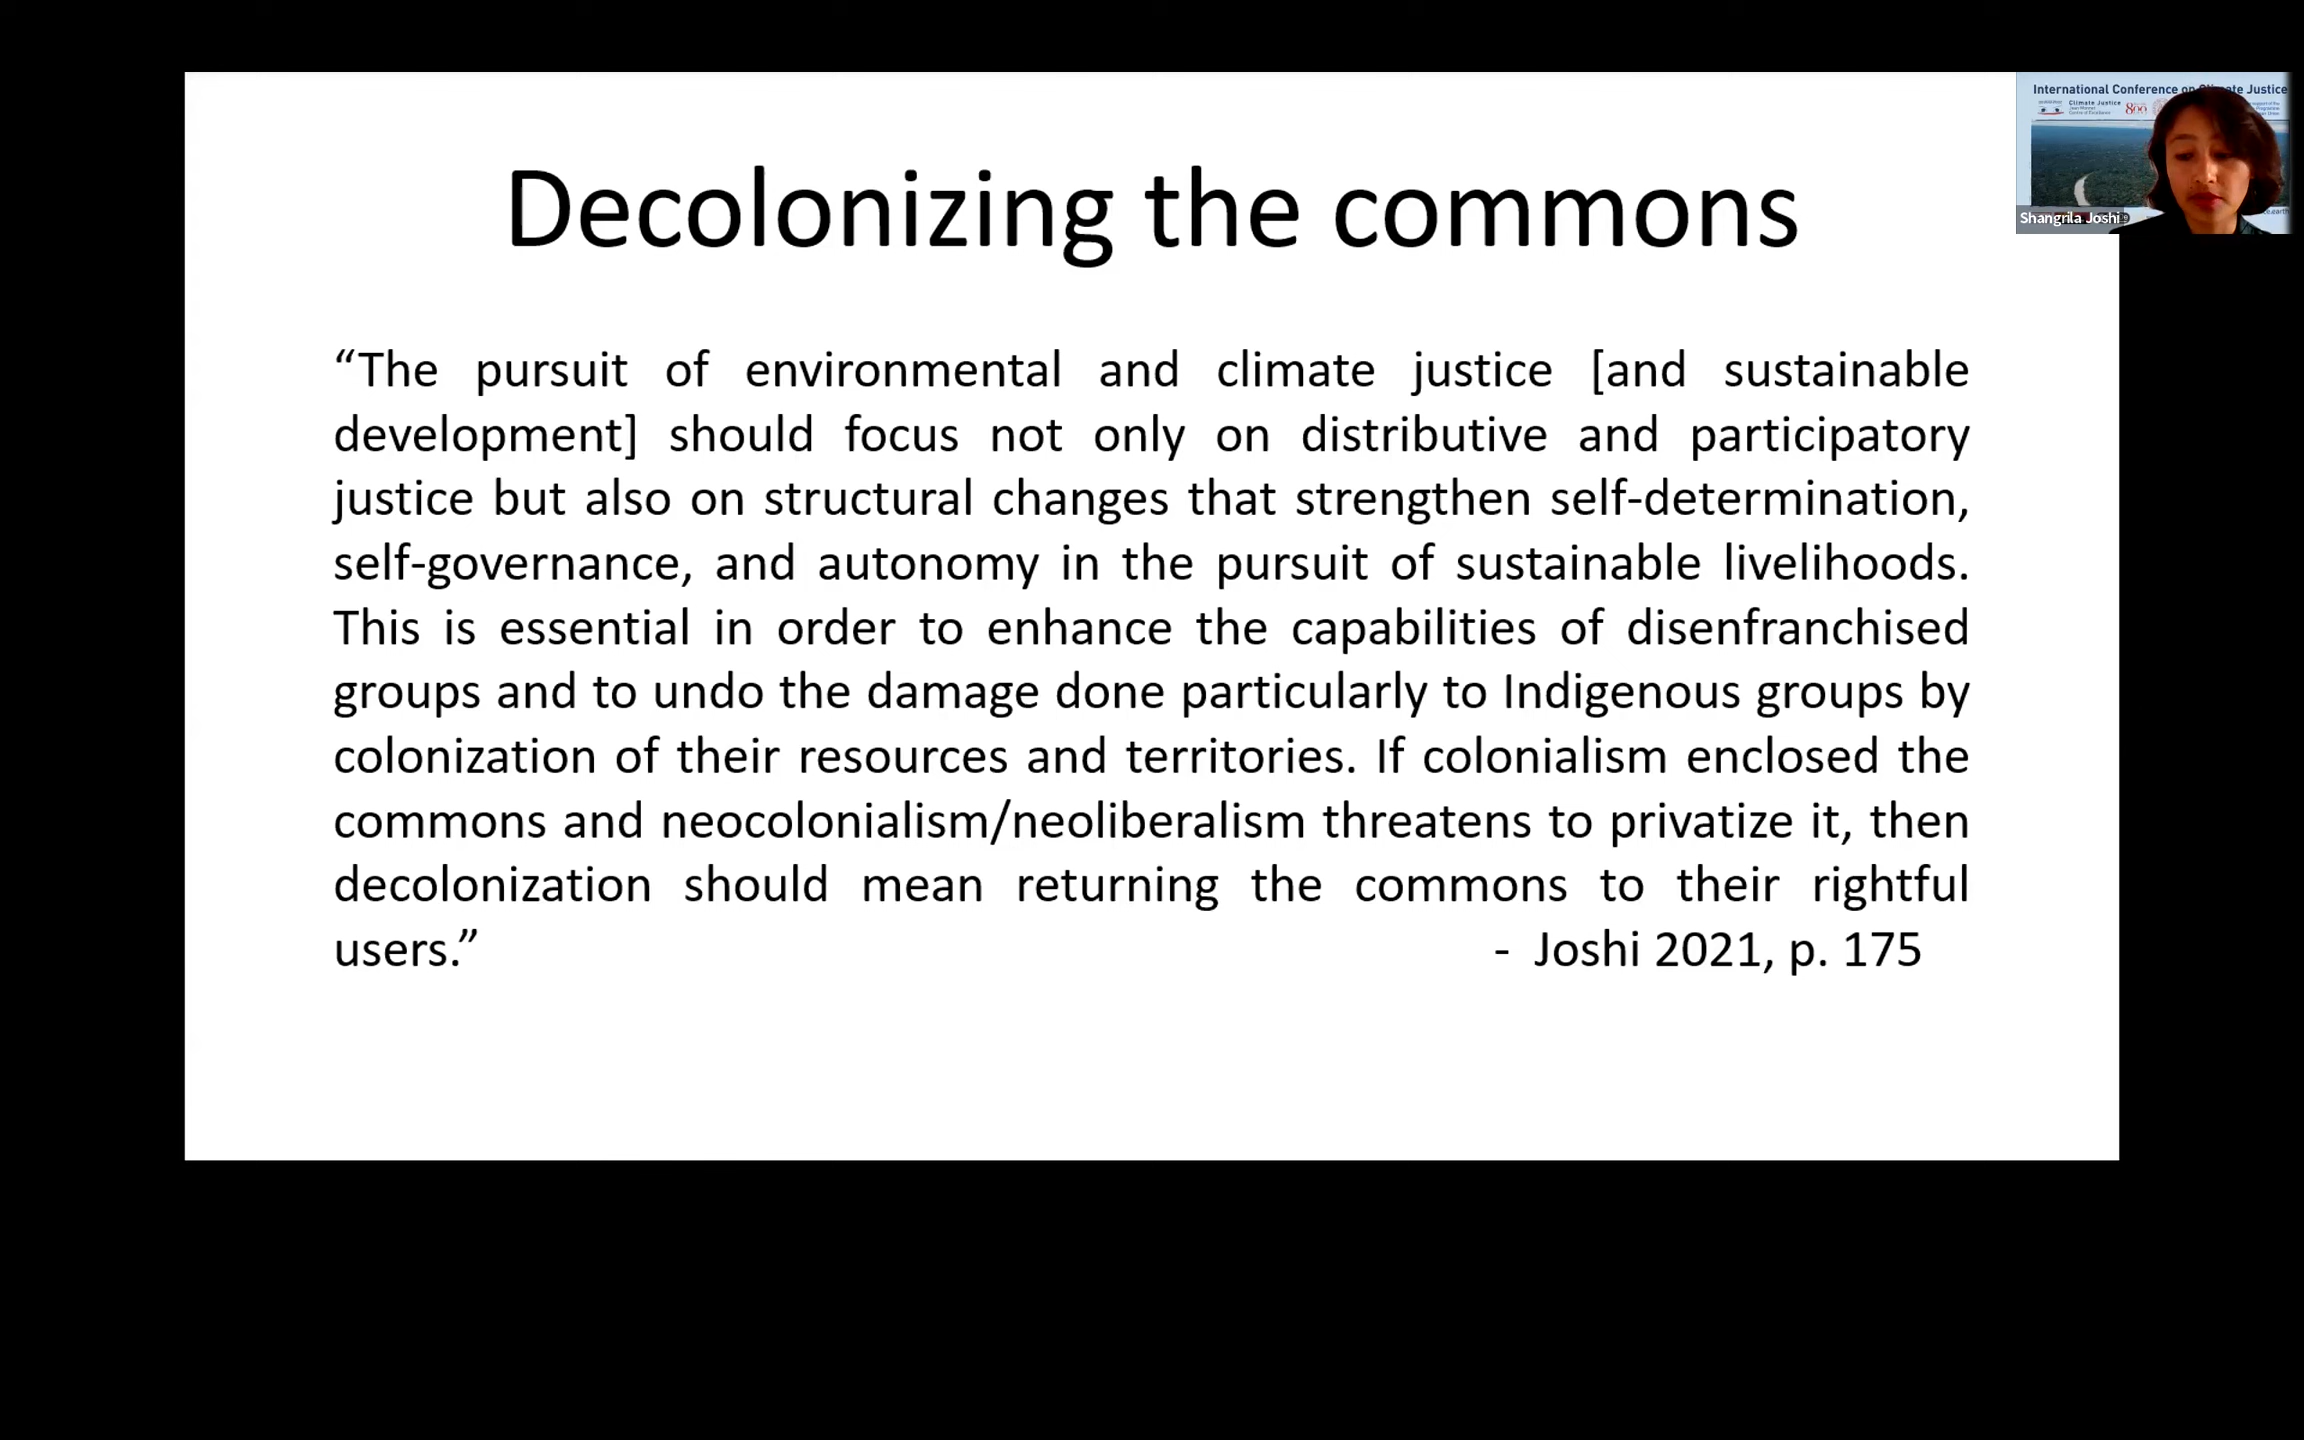 Decolonizing the commons
“The pursuit of environmental and climate justice [and sustainable
development] should focus not only on distributive and participatory
justice but also on structural changes that strengthen self-determination,
self-governance, and autonomy in the pursuit of sustainable livelihoods.
This is essential in order to enhance the capabilities of disenfranchised
groups and to undo the damage done particularly to Indigenous groups by
colonization of their resources and territories. If colonialism enclosed the
commons and neocolonialism/neoliberalism threatens to privatize it, then
decolonization should mean returning the commons to their rightful
users.” - Joshi 2021, p. 175
International Conference on Climate Justice
Climate Justice
800
Shangrila Joshi